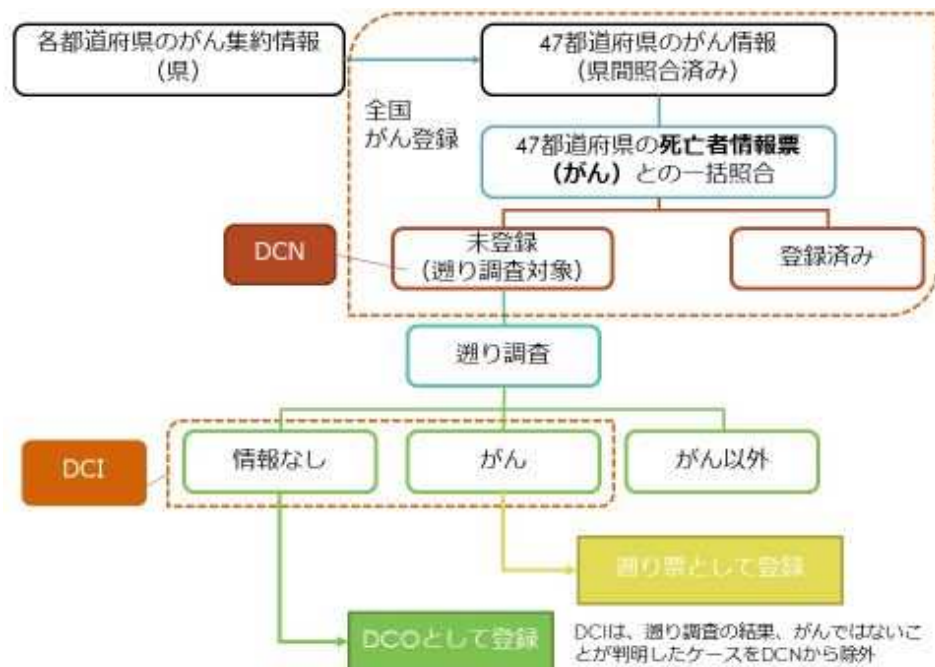 各都道府県のがん集約情報
（県）
47都道府県のがん情報
（県間照合済み）
全国
がん登録
47都道府県の死亡者情報票
（がん）との一括照合
DCN
未登録
（遡り調査対象）
登録済み
遡り調査
DCI
情報なし
がん
がん以外
遡り票として登録
DCOとして登録
DCIは、遡り調査の結果、がんではないこ
とが判明したケースをDCNから除外